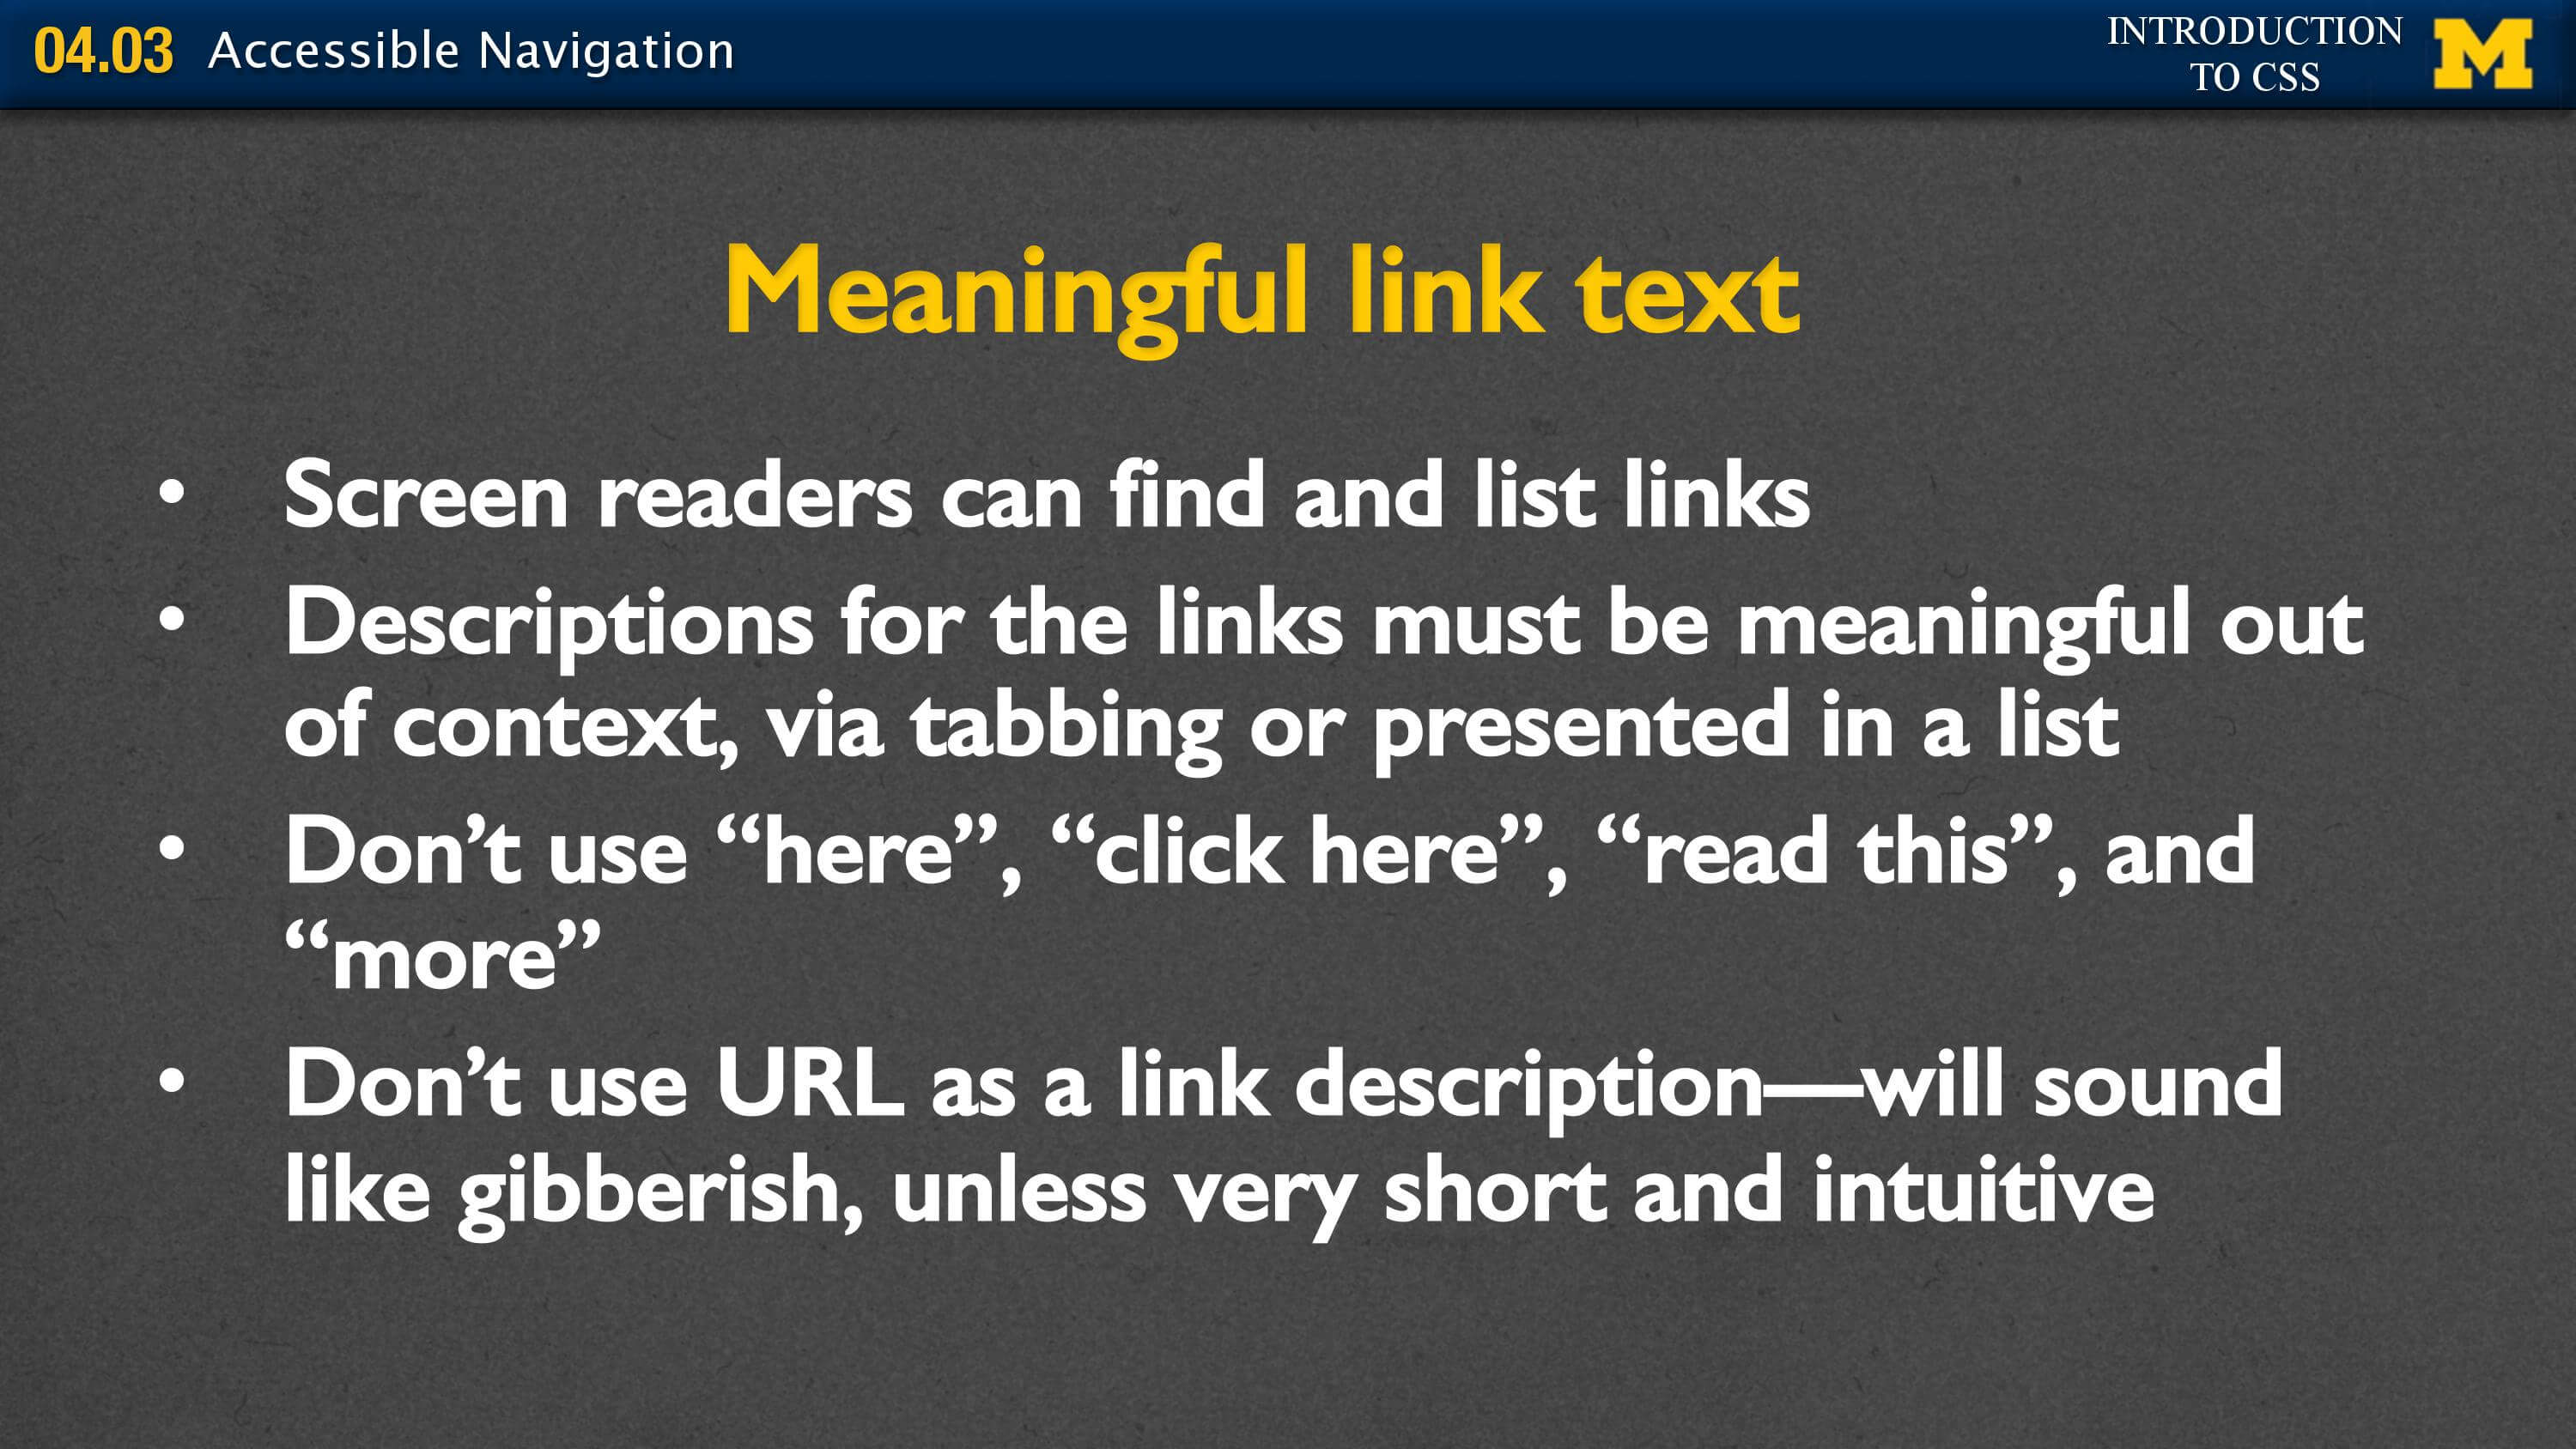 04.03 Accessible Navigation
INTRODUCTION
TO CSS
M
Meaningful link text
• Screen readers can find and list links
• Descriptions for the links must be meaningful out
of context, via tabbing or presented in a list
• Don’t use “here”, “click here”, “read this”, and
“more”
• Don’t use URL as a link description—will sound
like gibberish, unless very short and intuitive